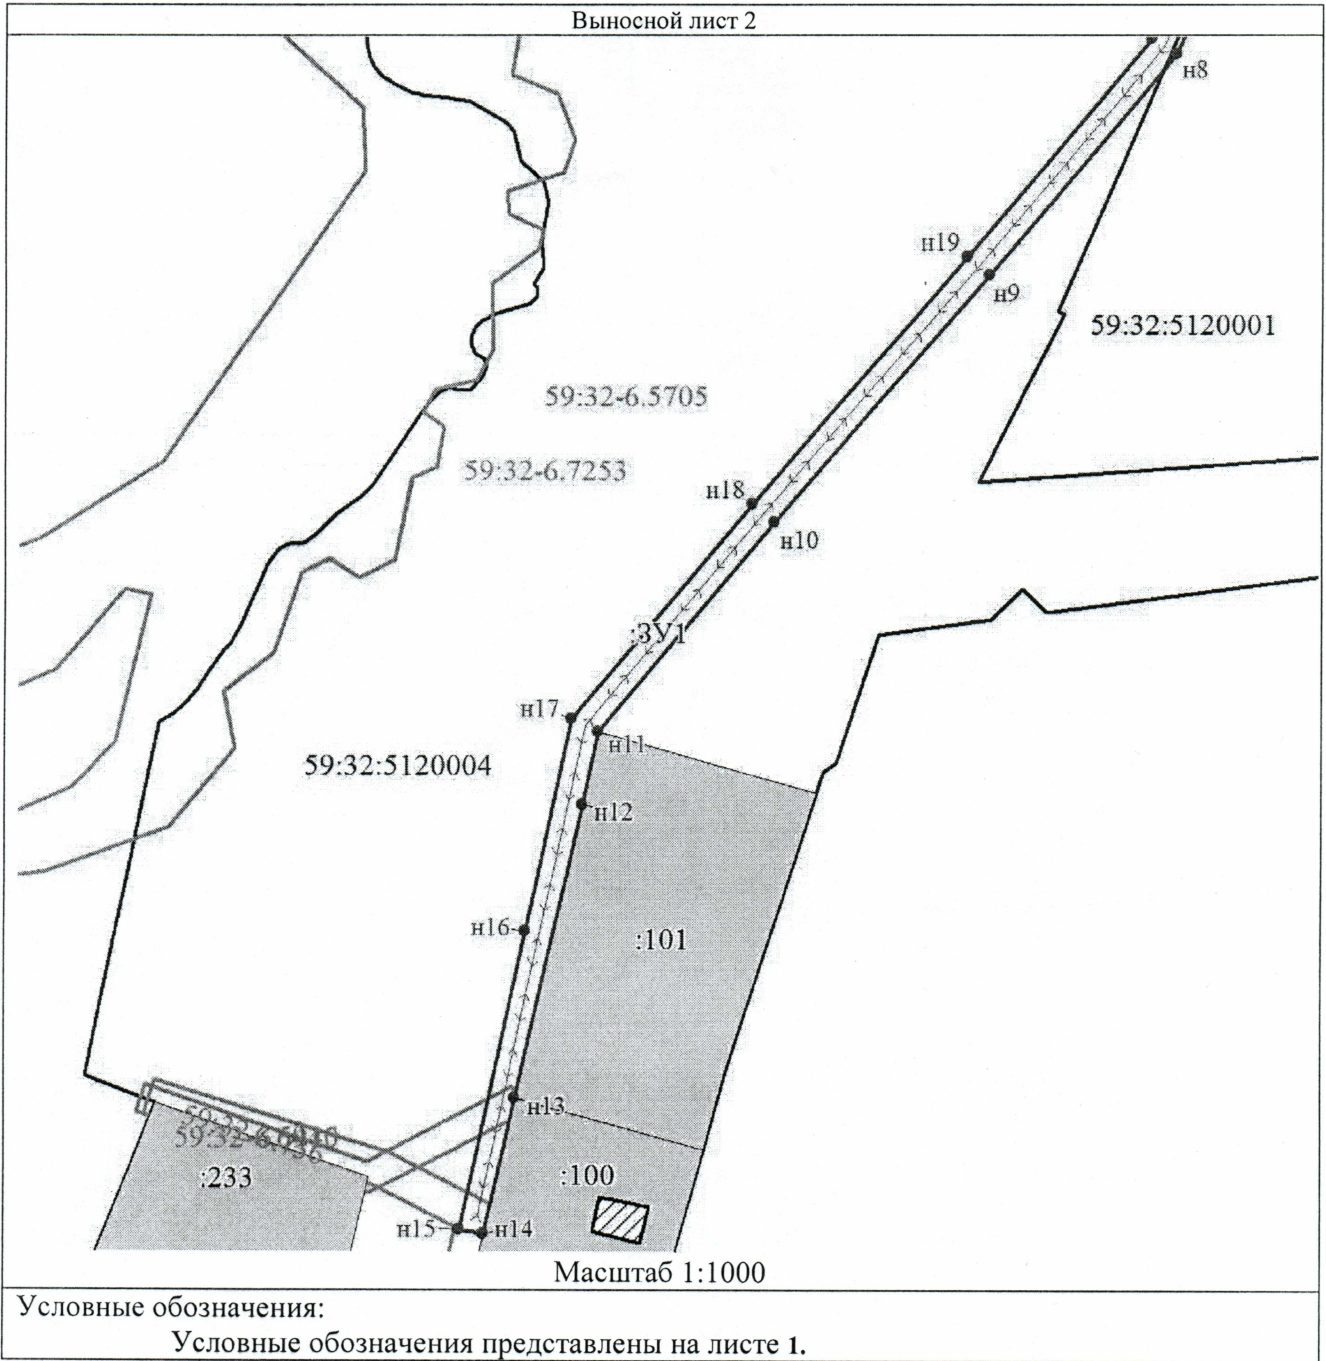 Выносной лист 2
н8
н19
н9
59:32:5120001
59:32-6.5705
59:32-6.7253
н18
н10
:ЗУ1
н17
н11
59:32:5120004
н12
н16
:101
н13
:233
:100
н15
н14
Масштаб 1:1000
Условные обозначения:
Условные обозначения представлены на листе 1.